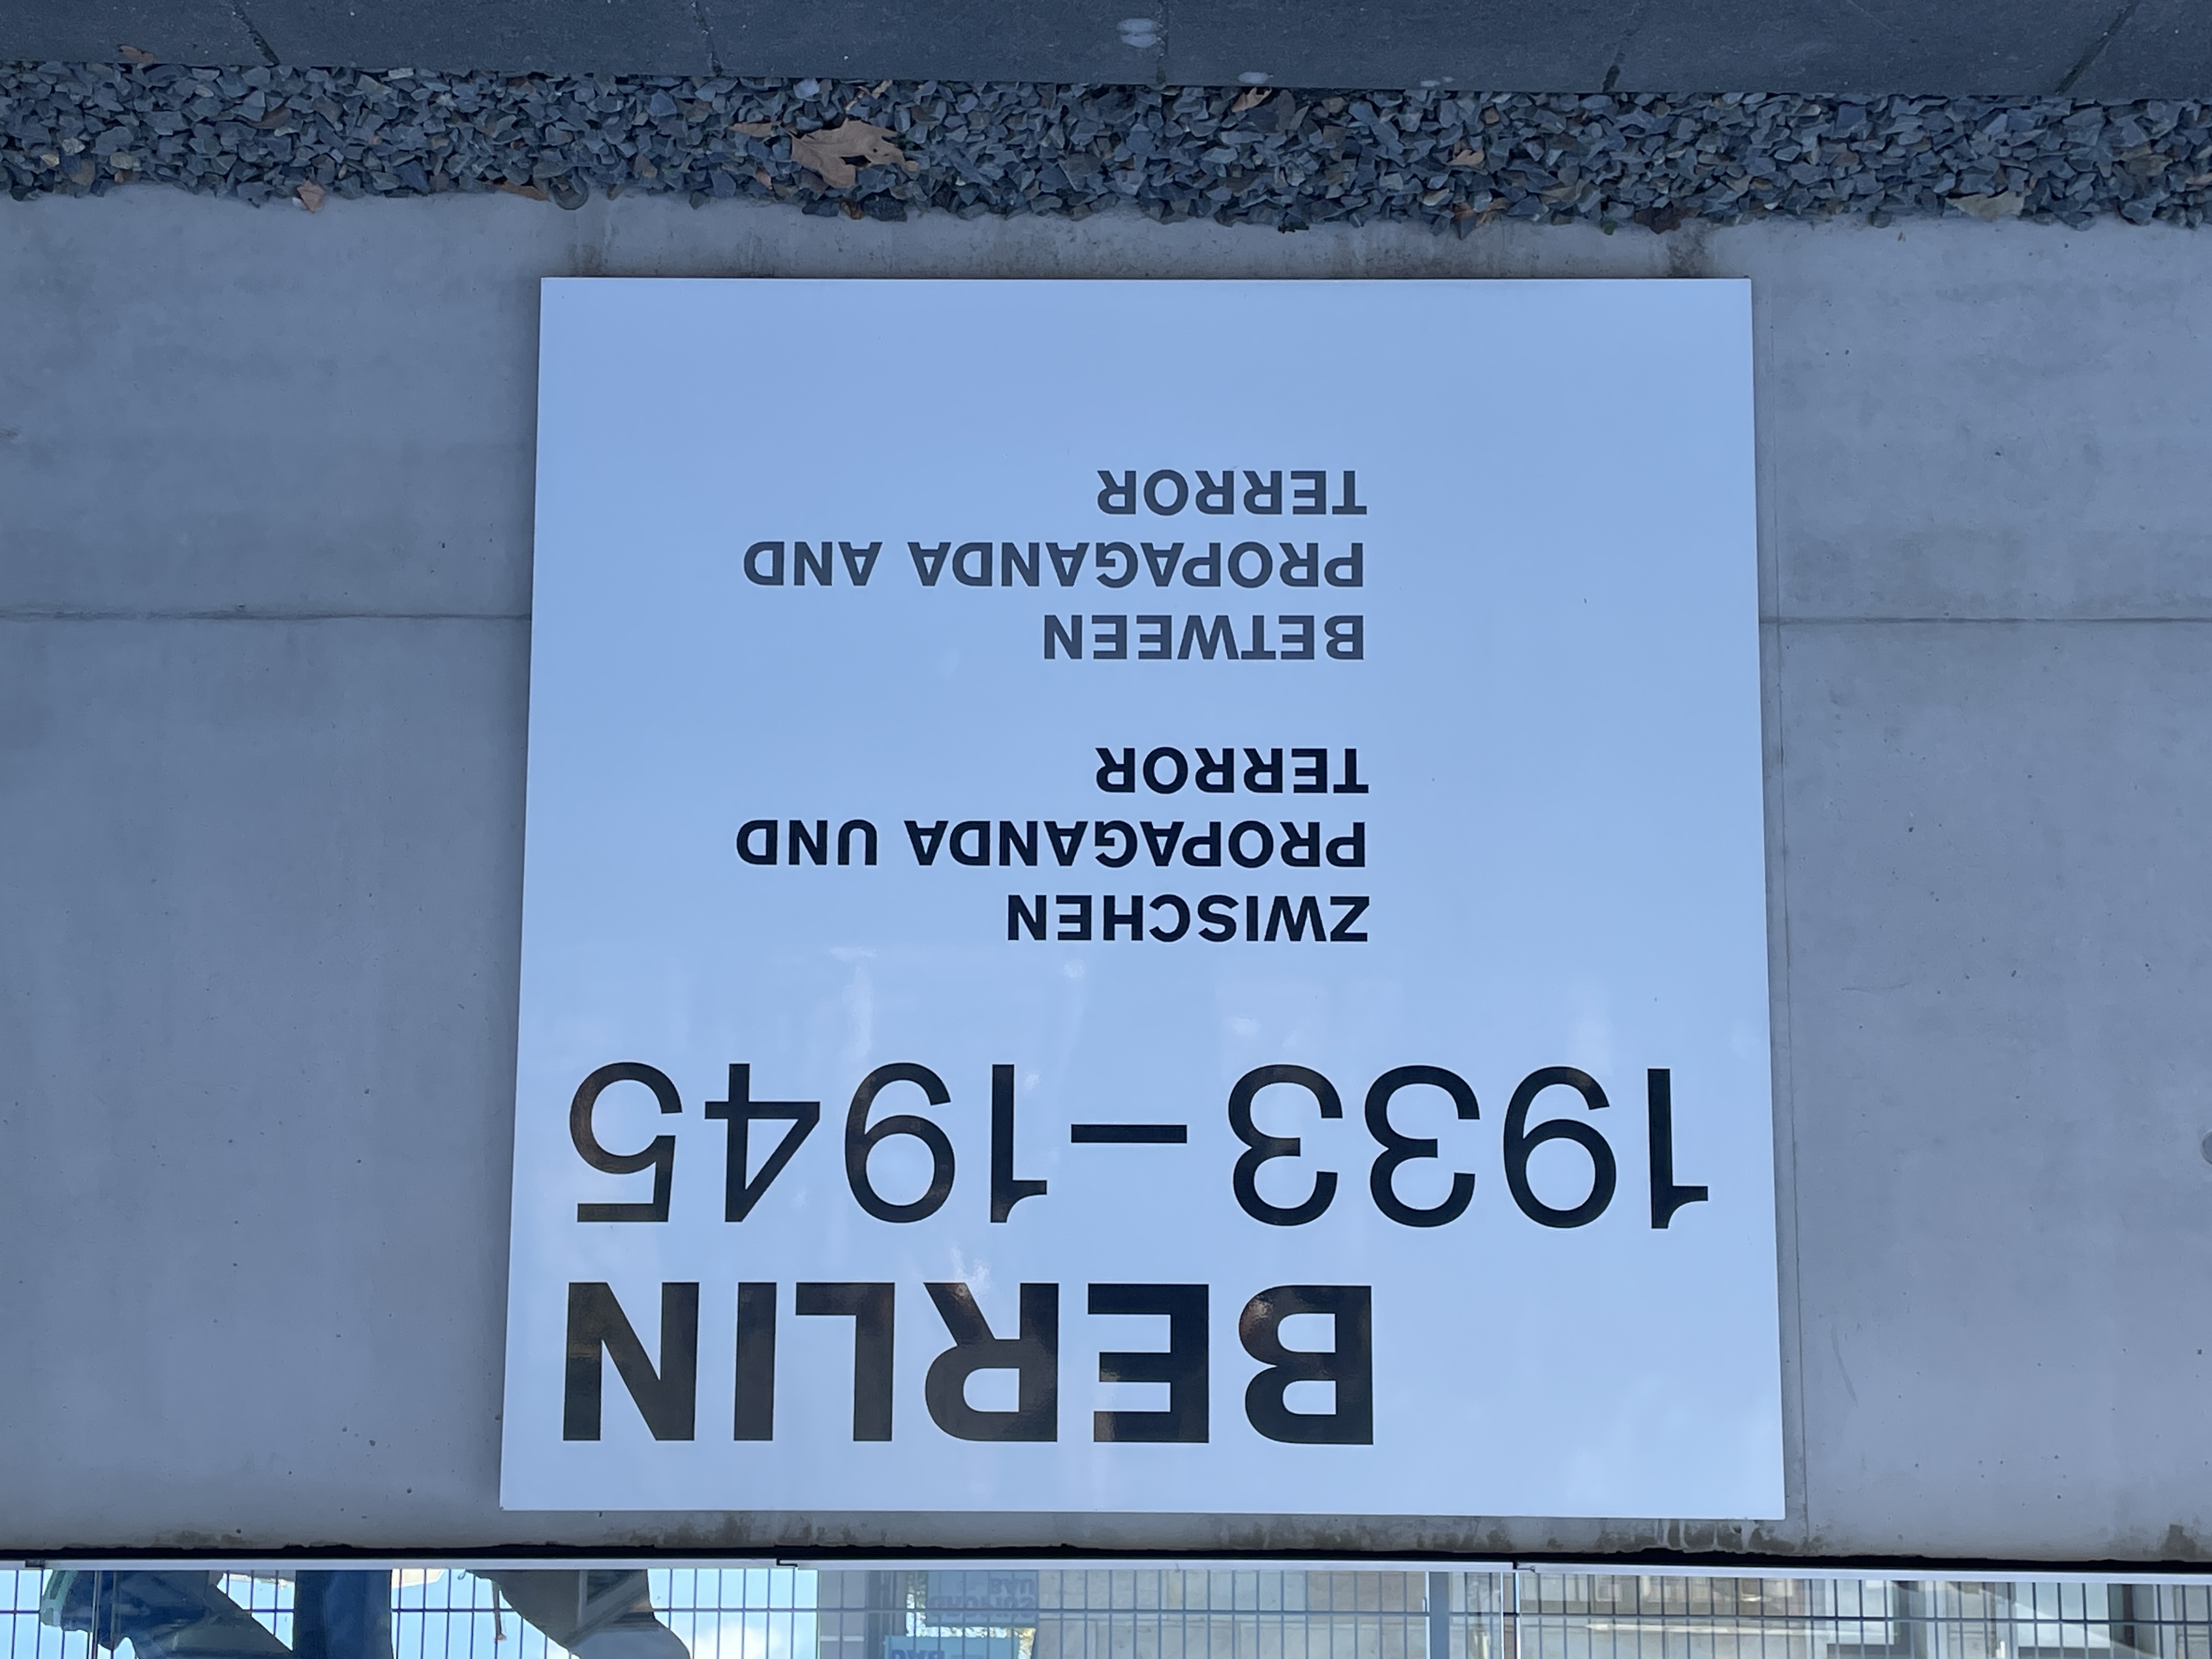 BERLIN
1933–1945
ZWISCHEN
PROPAGANDA UND
TERROR
BETWEEN
PROPAGANDA AND
TERROR